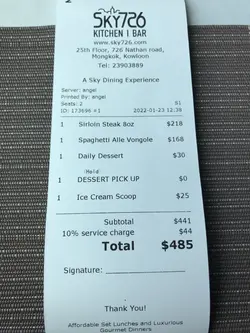 SKY726
KITCHEN | BAR
www.sky726.com
25th Floor, 726 Nathan road,
Mongkok, Kowloon
Tel: 23903889
A Sky Dining Experience
Server: angel
Printed By: angel
Seats: 2 S1
ID: 173696 ×1 2022-01-23 12:38
1 Sirloin Steak 8oz $218
1 Spaghetti Alle Vongole $168
1 Daily Dessert $30
!Held!
1 DESSERT PICK UP $0
1 Ice Cream Scoop $25
Subtotal $441
10% service charge $44
Total $485
Signature:
Thank You!
Affordable Set Lunches and Luxurious
Gourmet Dinners